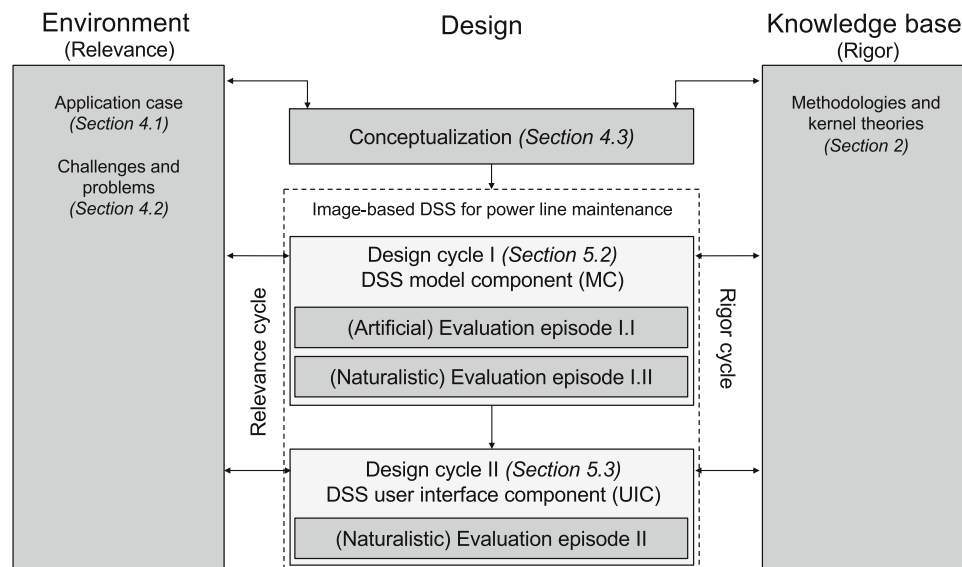 Environment
(Relevance)
Design
Knowledge base
(Rigor)
Application case
(Section 4.1)
Challenges and
problems
(Section 4.2)
Conceptualization (Section 4.3)
Methodologies and
kernel theories
(Section 2)
Image-based DSS for power line maintenance
Design cycle I (Section 5.2)
DSS model component (MC)
(Artificial) Evaluation episode I.I
(Naturalistic) Evaluation episode I.II
Relevance cycle
Rigor cycle
Design cycle II (Section 5.3)
DSS user interface component (UIC)
(Naturalistic) Evaluation episode II